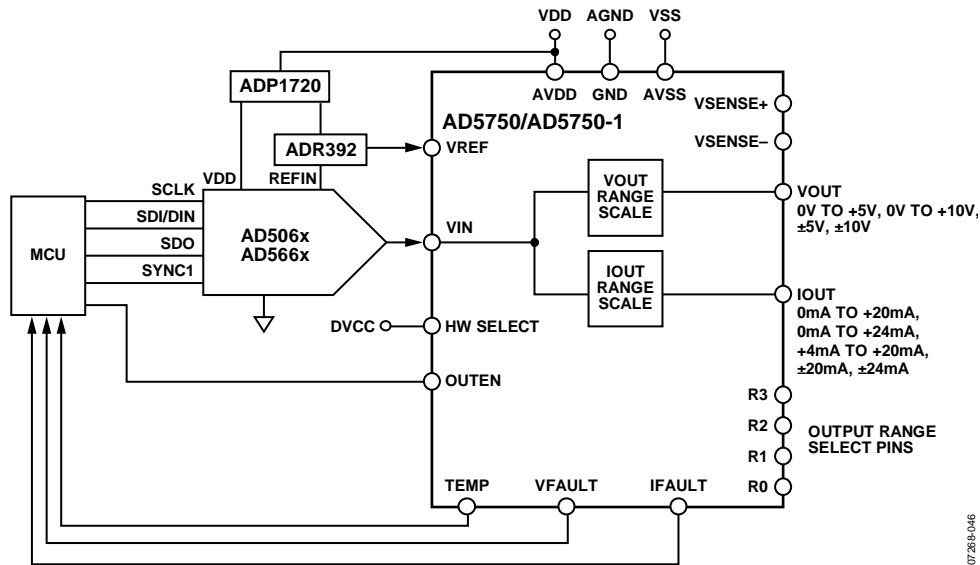 VDD AGND VSS
ADP1720
AVDD GND AVSS
VSENSE+
AD5750/AD5750-1
VSENSE–
ADR392
VREF
VDD REFIN
SCLK
VOUT
RANGE
SCALE
VOUT
0V TO +5V, 0V TO +10V,
±5V, ±10V
SDI/DIN
MCU
AD506x
AD566x
VIN
SDO
SYNC1
IOUT
RANGE
SCALE
IOUT
0mA TO +20mA,
0mA TO +24mA,
+4mA TO +20mA,
±20mA, ±24mA
DVCC
HW SELECT
OUTEN
R3
R2
R1
R0
OUTPUT RANGE
SELECT PINS
TEMP VFAULT IFAULT
07268-046